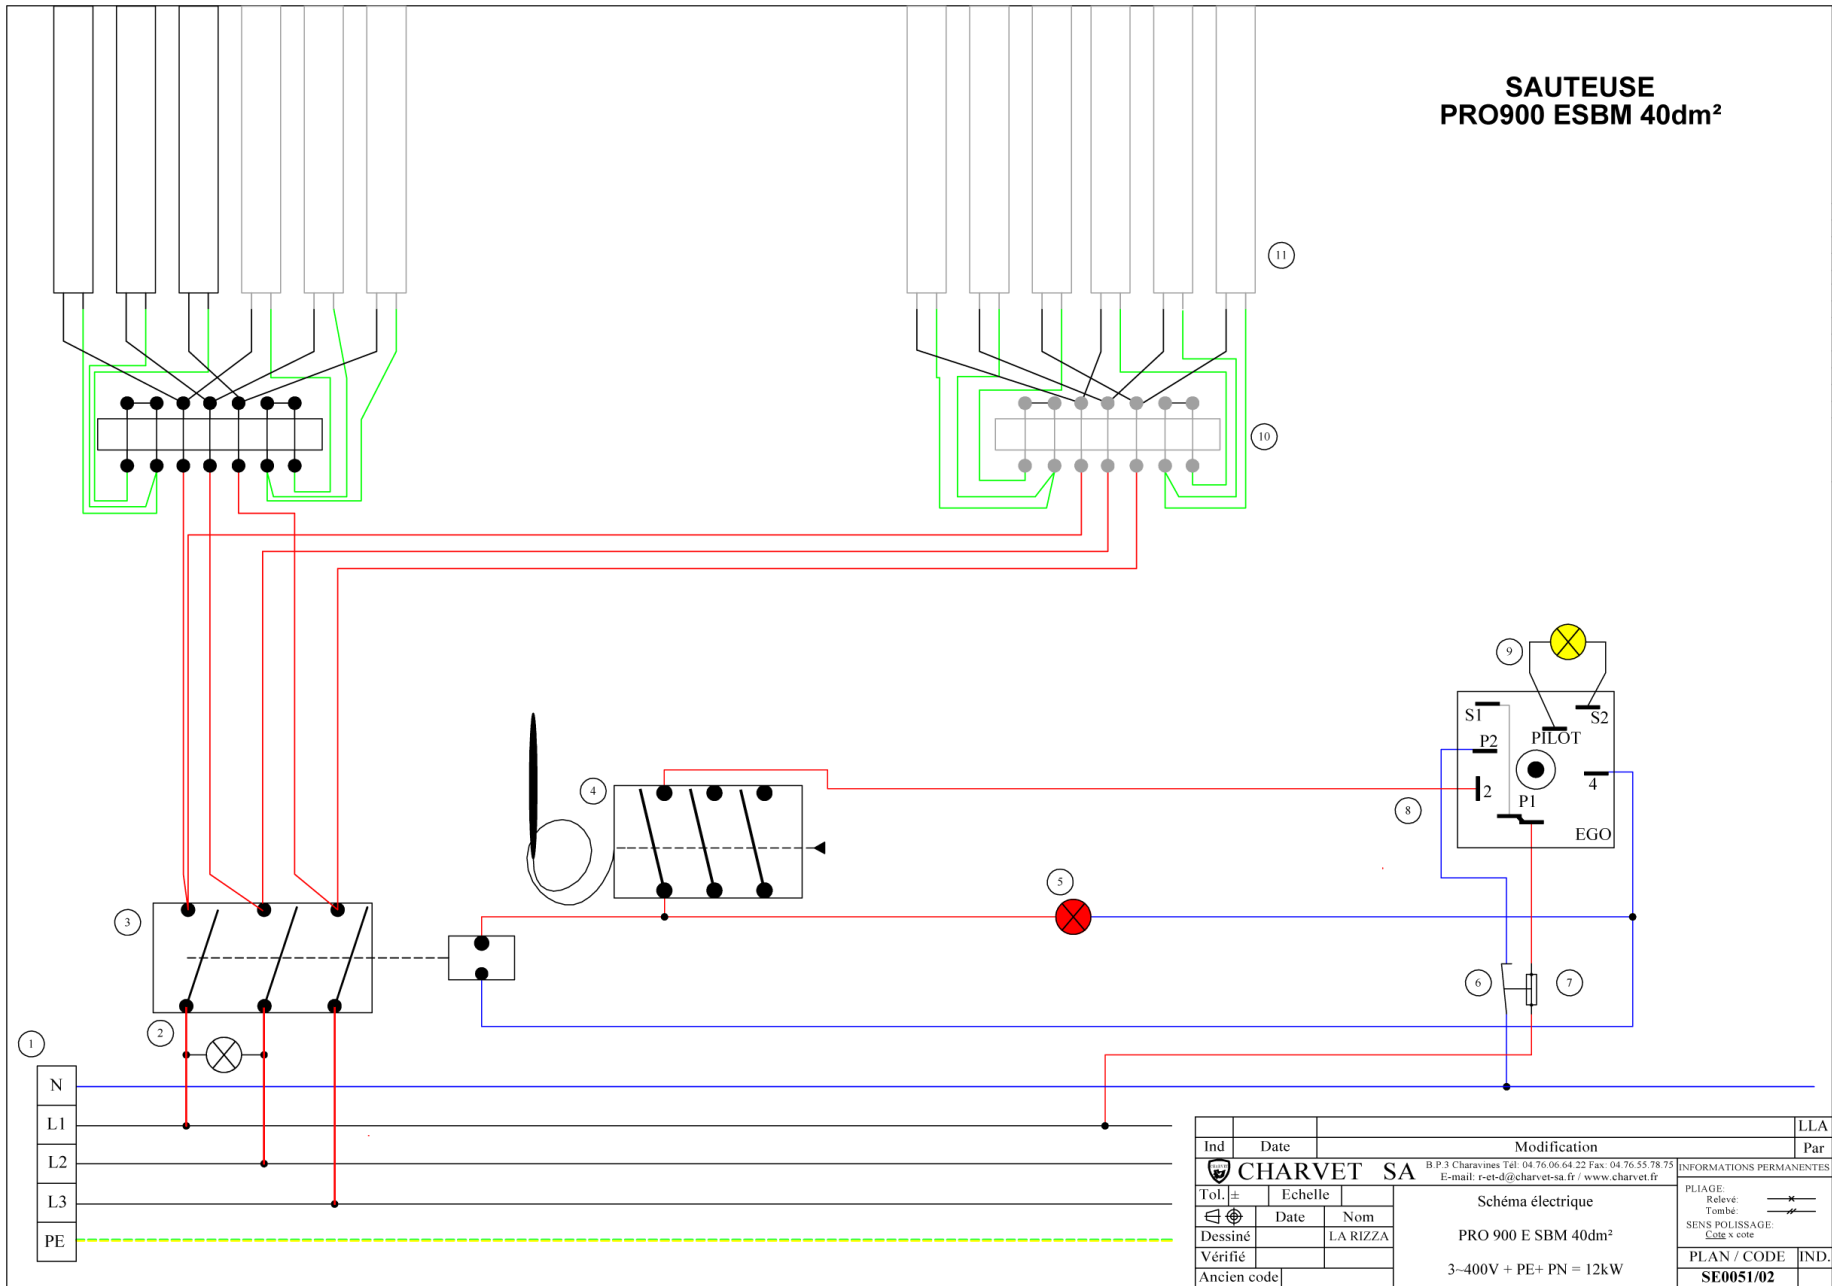 SAUTEUSE
PRO900 ESBM 40dm²
11
10
9
S1
S2
PILOT
P2
4
2
4
8
P1
EGO
5
3
6
7
2
1
N
L1
L2
L3
PE
LLA
Ind Date Modification Par
CHARVET SA
B.P.3 Charavines Tél: 04.76.06.64.22 Fax: 04.76.55.78.75
E-mail: r-et-d@charvet-sa.fr / www.charvet.fr
INFORMATIONS PERMANENTES
Tol. ± Echelle
Schéma électrique
PLIAGE:
Relevé:
Tombé:
Date Nom
SENS POLISSAGE:
Cote x cote
Dessiné LA RIZZA
PRO 900 E SBM 40dm²
Vérifié
PLAN / CODE IND.
Ancien code
3~400V + PE+ PN = 12kW
SE0051/02